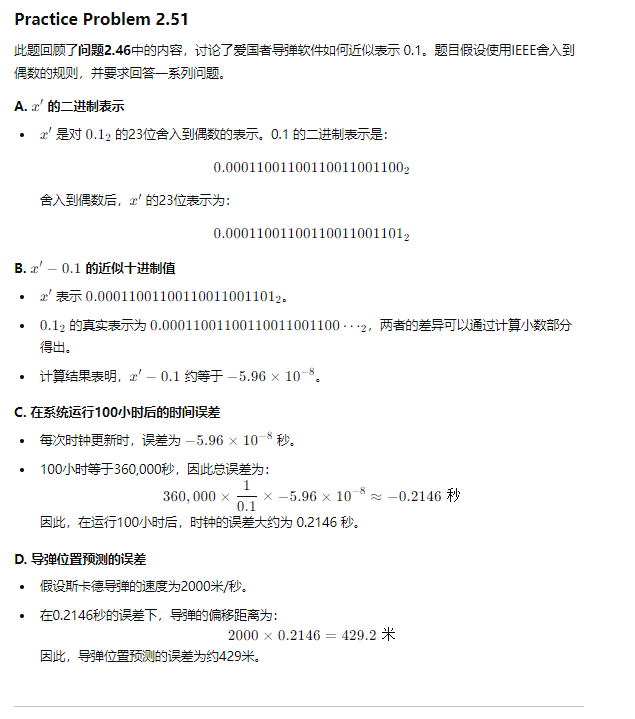 Practice Problem 2.51
此题回顾了问题2.46中的内容，讨论了爱国者导弹软件如何近似表示 0.1。题目假设使用IEEE舍入到
偶数的规则，并要求回答一系列问题。
A. x′ 的二进制表示
• x′ 是对 0.1₂ 的23位舍入到偶数的表示。0.1 的二进制表示是：
0.00011001100110011001100₂
舍入到偶数后，x′ 的23位表示为：
0.00011001100110011001101₂
B. x′ − 0.1 的近似十进制值
• x′ 表示 0.00011001100110011001101₂。
• 0.1₂ 的真实表示为 0.00011001100110011001100⋯₂，两者的差异可以通过计算小数部分
得出。
• 计算结果表明，x′ − 0.1 约等于 −5.96 × 10⁻⁸。
C. 在系统运行100小时后的时间误差
• 每次时钟更新时，误差为 −5.96 × 10⁻⁸ 秒。
• 100小时等于360,000秒，因此总误差为：
360,000 × 1/0.1 × −5.96 × 10⁻⁸ ≈ −0.2146 秒
因此，在运行100小时后，时钟的误差大约为 0.2146 秒。
D. 导弹位置预测的误差
• 假设斯卡德导弹的速度为2000米/秒。
• 在0.2146秒的误差下，导弹的偏移距离为：
2000 × 0.2146 = 429.2 米
因此，导弹位置预测的误差为约429米。